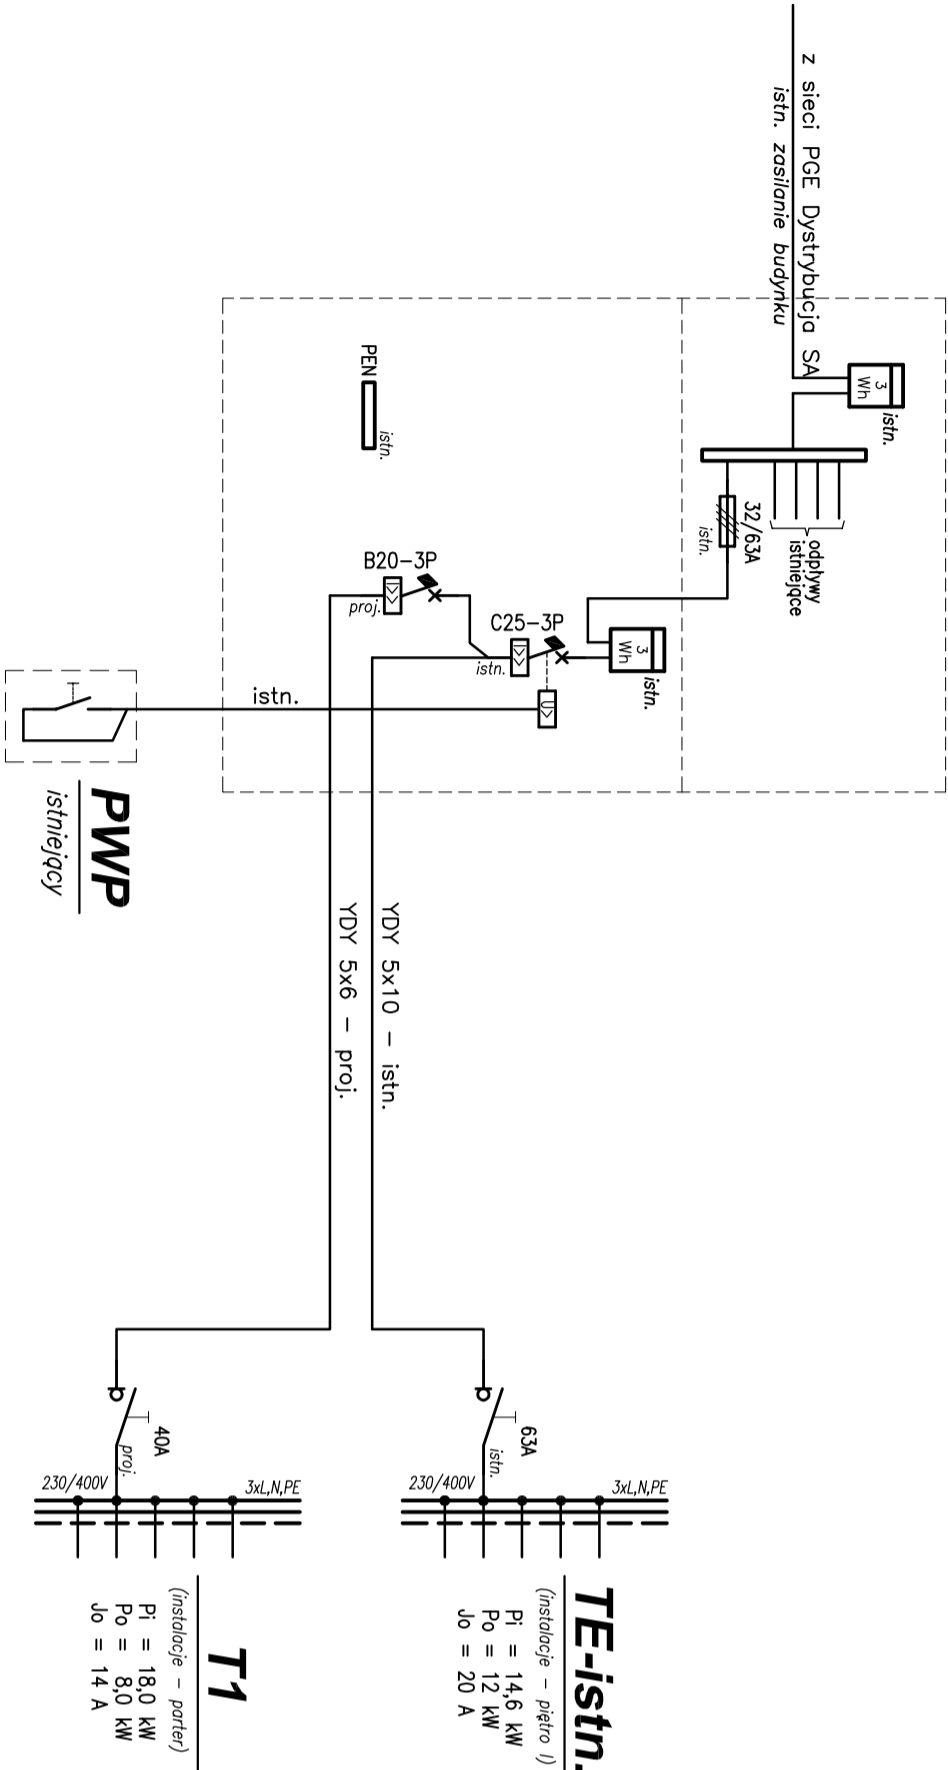 z sieci PGE Dystrybucja SA
istn. zasilanie budynku
3
Wh
istn.
odpływy
istniejące
32/63A
istn.
3
Wh
istn.
PEN
istn.
B20-3P
proj.
C25-3P
istn.
U>
istn.
PWP
istniejący
YDY 5x10 – istn.
YDY 5x6 – proj.
63A
istn.
230/400V
3xL,N,PE
TE-istn.
(instalacje – piętro I)
Pi = 14,6 kW
Po = 12 kW
Jo = 20 A
40A
proj.
230/400V
3xL,N,PE
T1
(instalacje – parter)
Pi = 18,0 kW
Po = 8,0 kW
Jo = 14 A